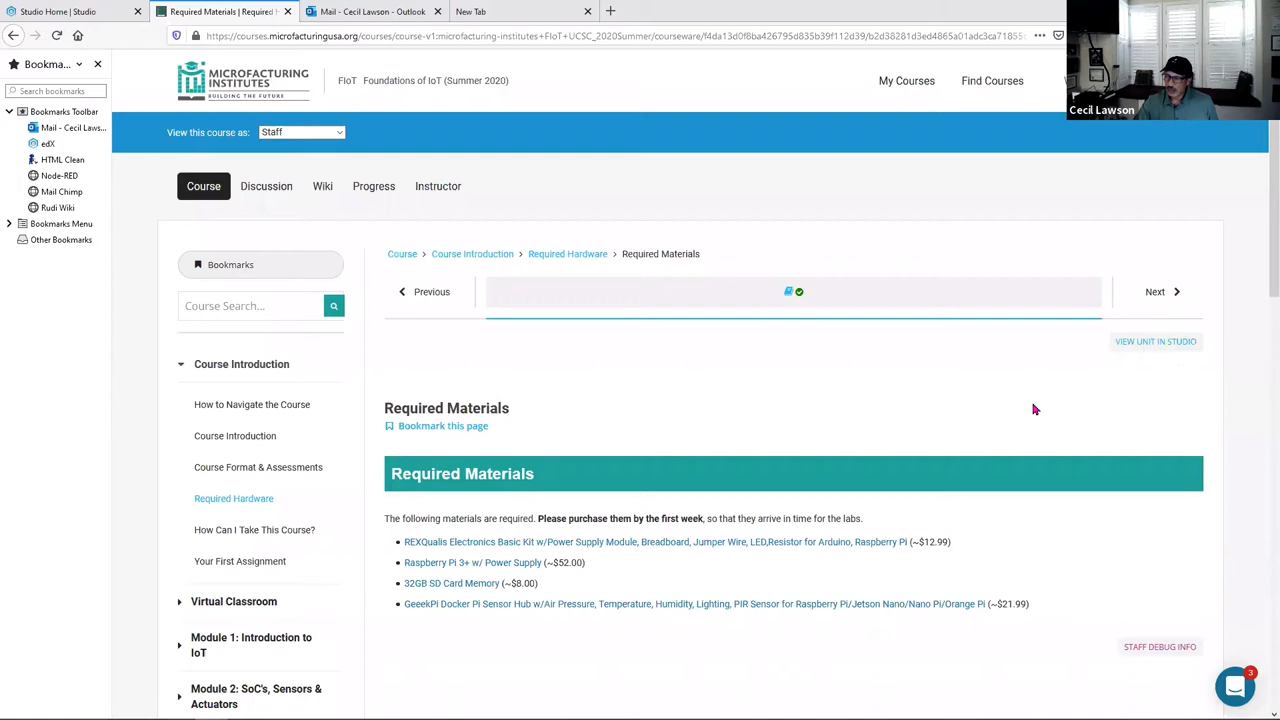 Studio Home | Studio
Required Materials | Required H
Mail - Cecil Lawson - Outlook
New Tab
https://courses.microfacturingusa.org/courses/course-v1:microfacturing-institutes+FIoT+UCSC_2020Summer/courseware/f4da13d0f8ba426795d835b39f112d39/b2d3852d3ed4865a01adc3ca71855
Bookma...
Search bookmarks
Bookmarks Toolbar
Mail - Cecil Laws...
edX
HTML Clean
Node-RED
Mail Chimp
Rudi Wiki
Bookmarks Menu
Other Bookmarks
MICROFACTURING
INSTITUTES
BUILDING THE FUTURE
FIoT Foundations of IoT (Summer 2020)
My Courses
Find Courses
Cecil Lawson
View this course as:
Staff
Course
Discussion
Wiki
Progress
Instructor
Bookmarks
Course Search...
Course Introduction
How to Navigate the Course
Course Introduction
Course Format & Assessments
Required Hardware
How Can I Take This Course?
Your First Assignment
Virtual Classroom
Module 1: Introduction to
IoT
Module 2: SoC's, Sensors &
Actuators
Course > Course Introduction > Required Hardware > Required Materials
Previous
Next
VIEW UNIT IN STUDIO
Required Materials
Bookmark this page
Required Materials
The following materials are required. Please purchase them by the first week, so that they arrive in time for the labs.
REXQualis Electronics Basic Kit w/Power Supply Module, Breadboard, Jumper Wire, LED,Resistor for Arduino, Raspberry Pi (~$12.99)
Raspberry Pi 3+ w/ Power Supply (~$52.00)
32GB SD Card Memory (~$8.00)
GeeekPi Docker Pi Sensor Hub w/Air Pressure, Temperature, Humidity, Lighting, PIR Sensor for Raspberry Pi/Jetson Nano/Nano Pi/Orange Pi (~$21.99)
STAFF DEBUG INFO
3